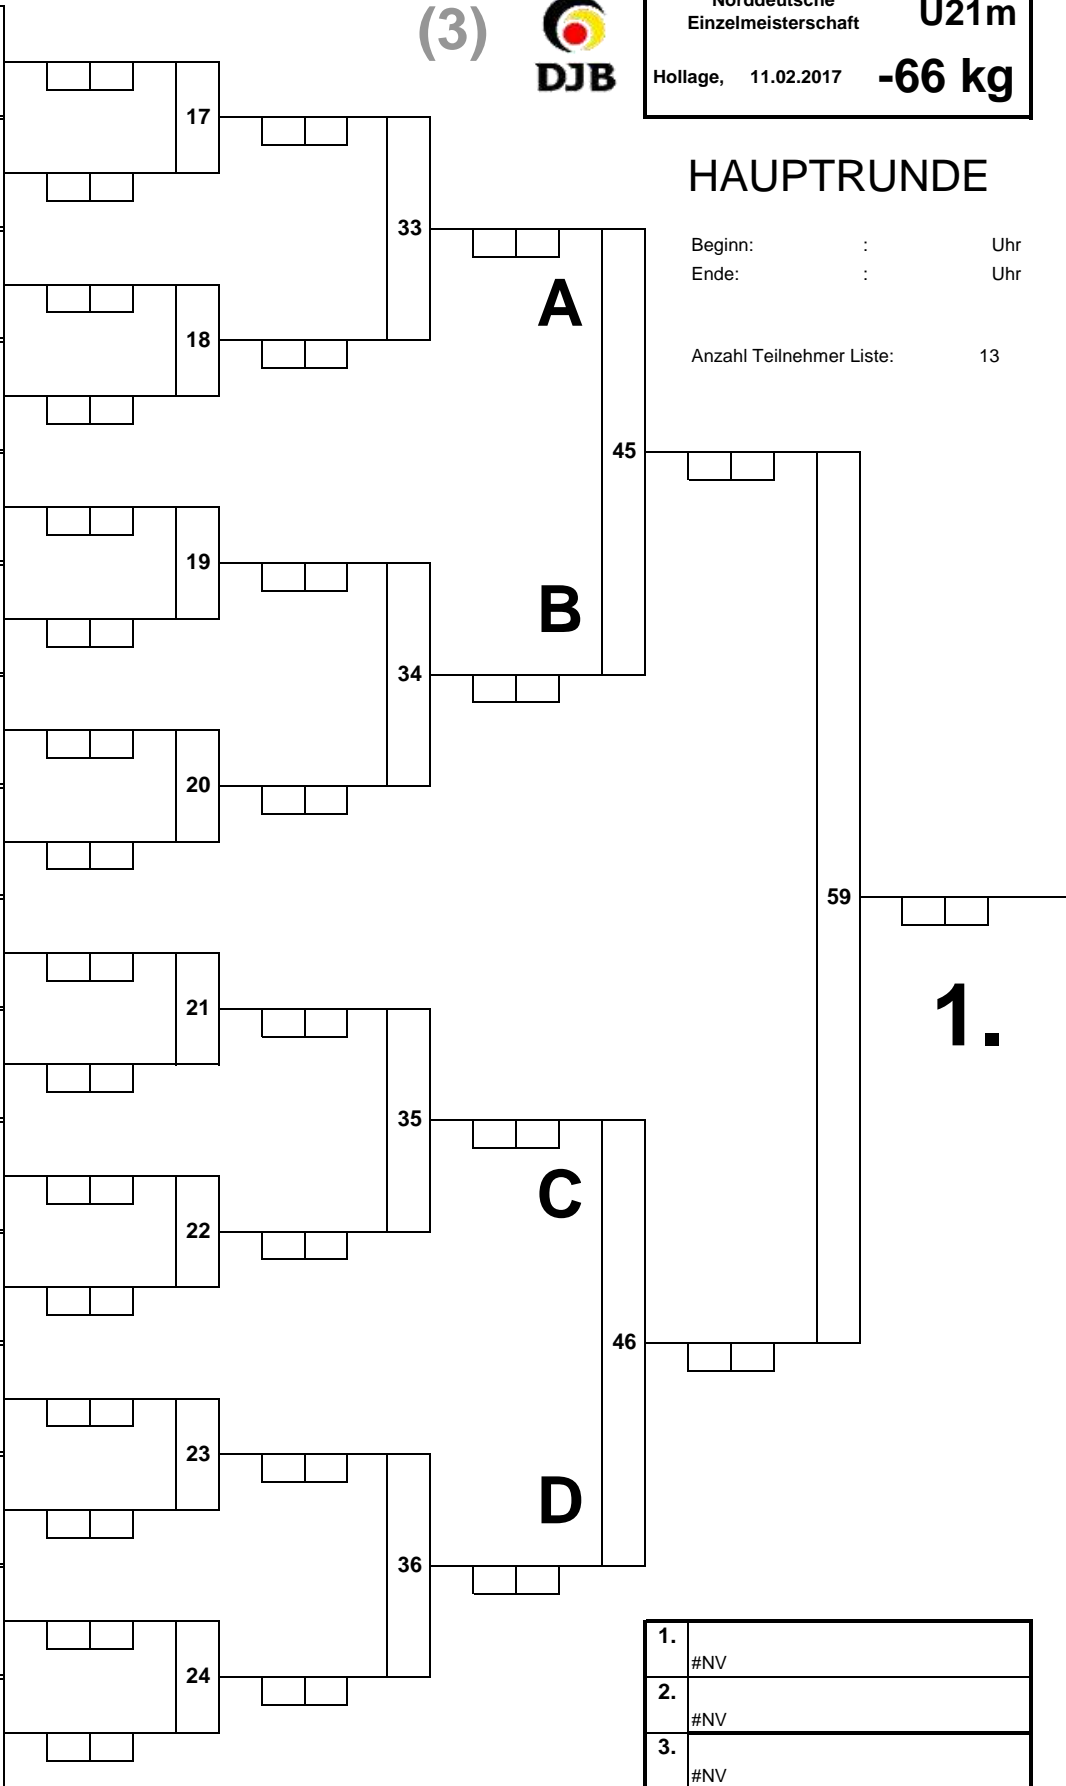 (3)
DJB
Norddeutsche
Einzelmeisterschaft
U21m
Hollage, 11.02.2017 -66 kg
HAUPTRUNDE
Beginn: : Uhr
Ende: : Uhr
Anzahl Teilnehmer Liste: 13
17
33
A
18
45
19
B
34
20
59
21
1.
35
C
22
46
23
D
36
24
1.
#NV
2.
#NV
3.
#NV